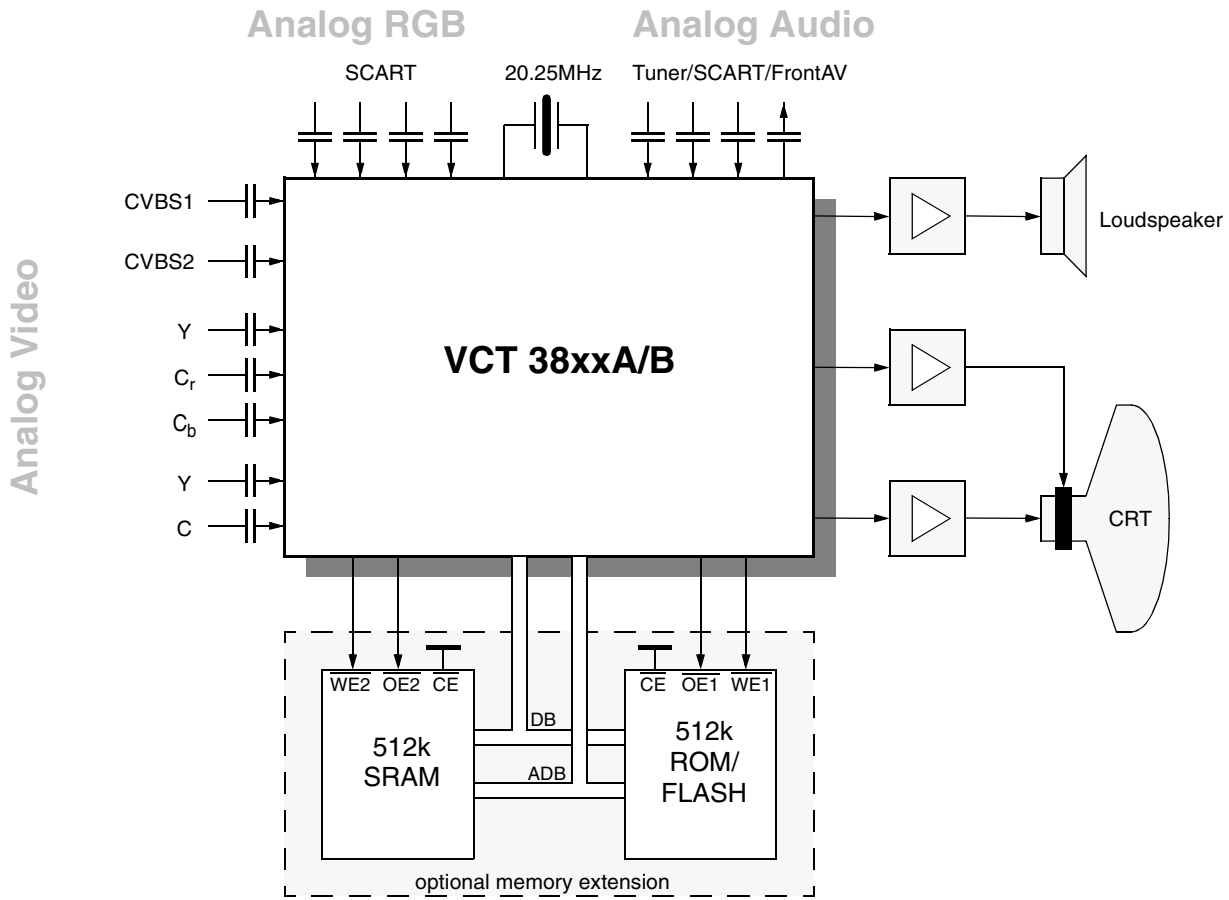 Analog RGB
Analog Audio
SCART
20.25MHz
Tuner/SCART/FrontAV
Analog Video
CVBS1
CVBS2
Y
Cr
Cb
Y
C
VCT 38xxA/B
Loudspeaker
CRT
WE2 OE2 CE
CE OE1 WE1
512k
SRAM
DB
ADB
512k
ROM/
FLASH
optional memory extension